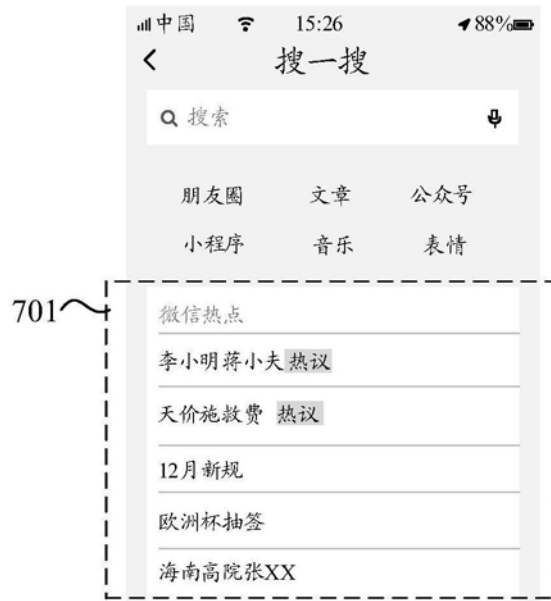 中国 15:26 88%
搜一搜
搜索
朋友圈 文章 公众号
小程序 音乐 表情
701
微信热点
李小明蒋小夫 热议
天价施救费 热议
12月新规
欧洲杯抽签
海南高院张XX